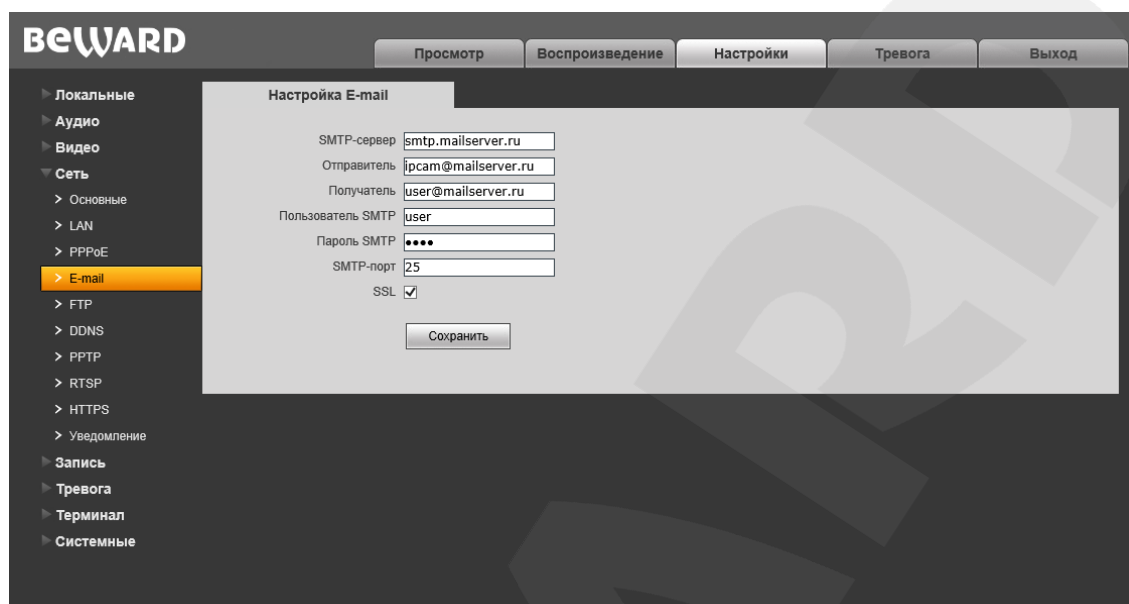 BEWARD
Просмотр Воспроизведение Настройки Тревога Выход
Локальные
Аудио
Видео
Сеть
> Основные
> LAN
> PPPoE
> E-mail
> FTP
> DDNS
> PPTP
> RTSP
> HTTPS
> Уведомление
Запись
Тревога
Терминал
Системные
Настройка E-mail
SMTP-сервер smtp.mailserver.ru
Отправитель ipcam@mailserver.ru
Получатель user@mailserver.ru
Пользователь SMTP user
Пароль SMTP ••••
SMTP-порт 25
SSL
Сохранить